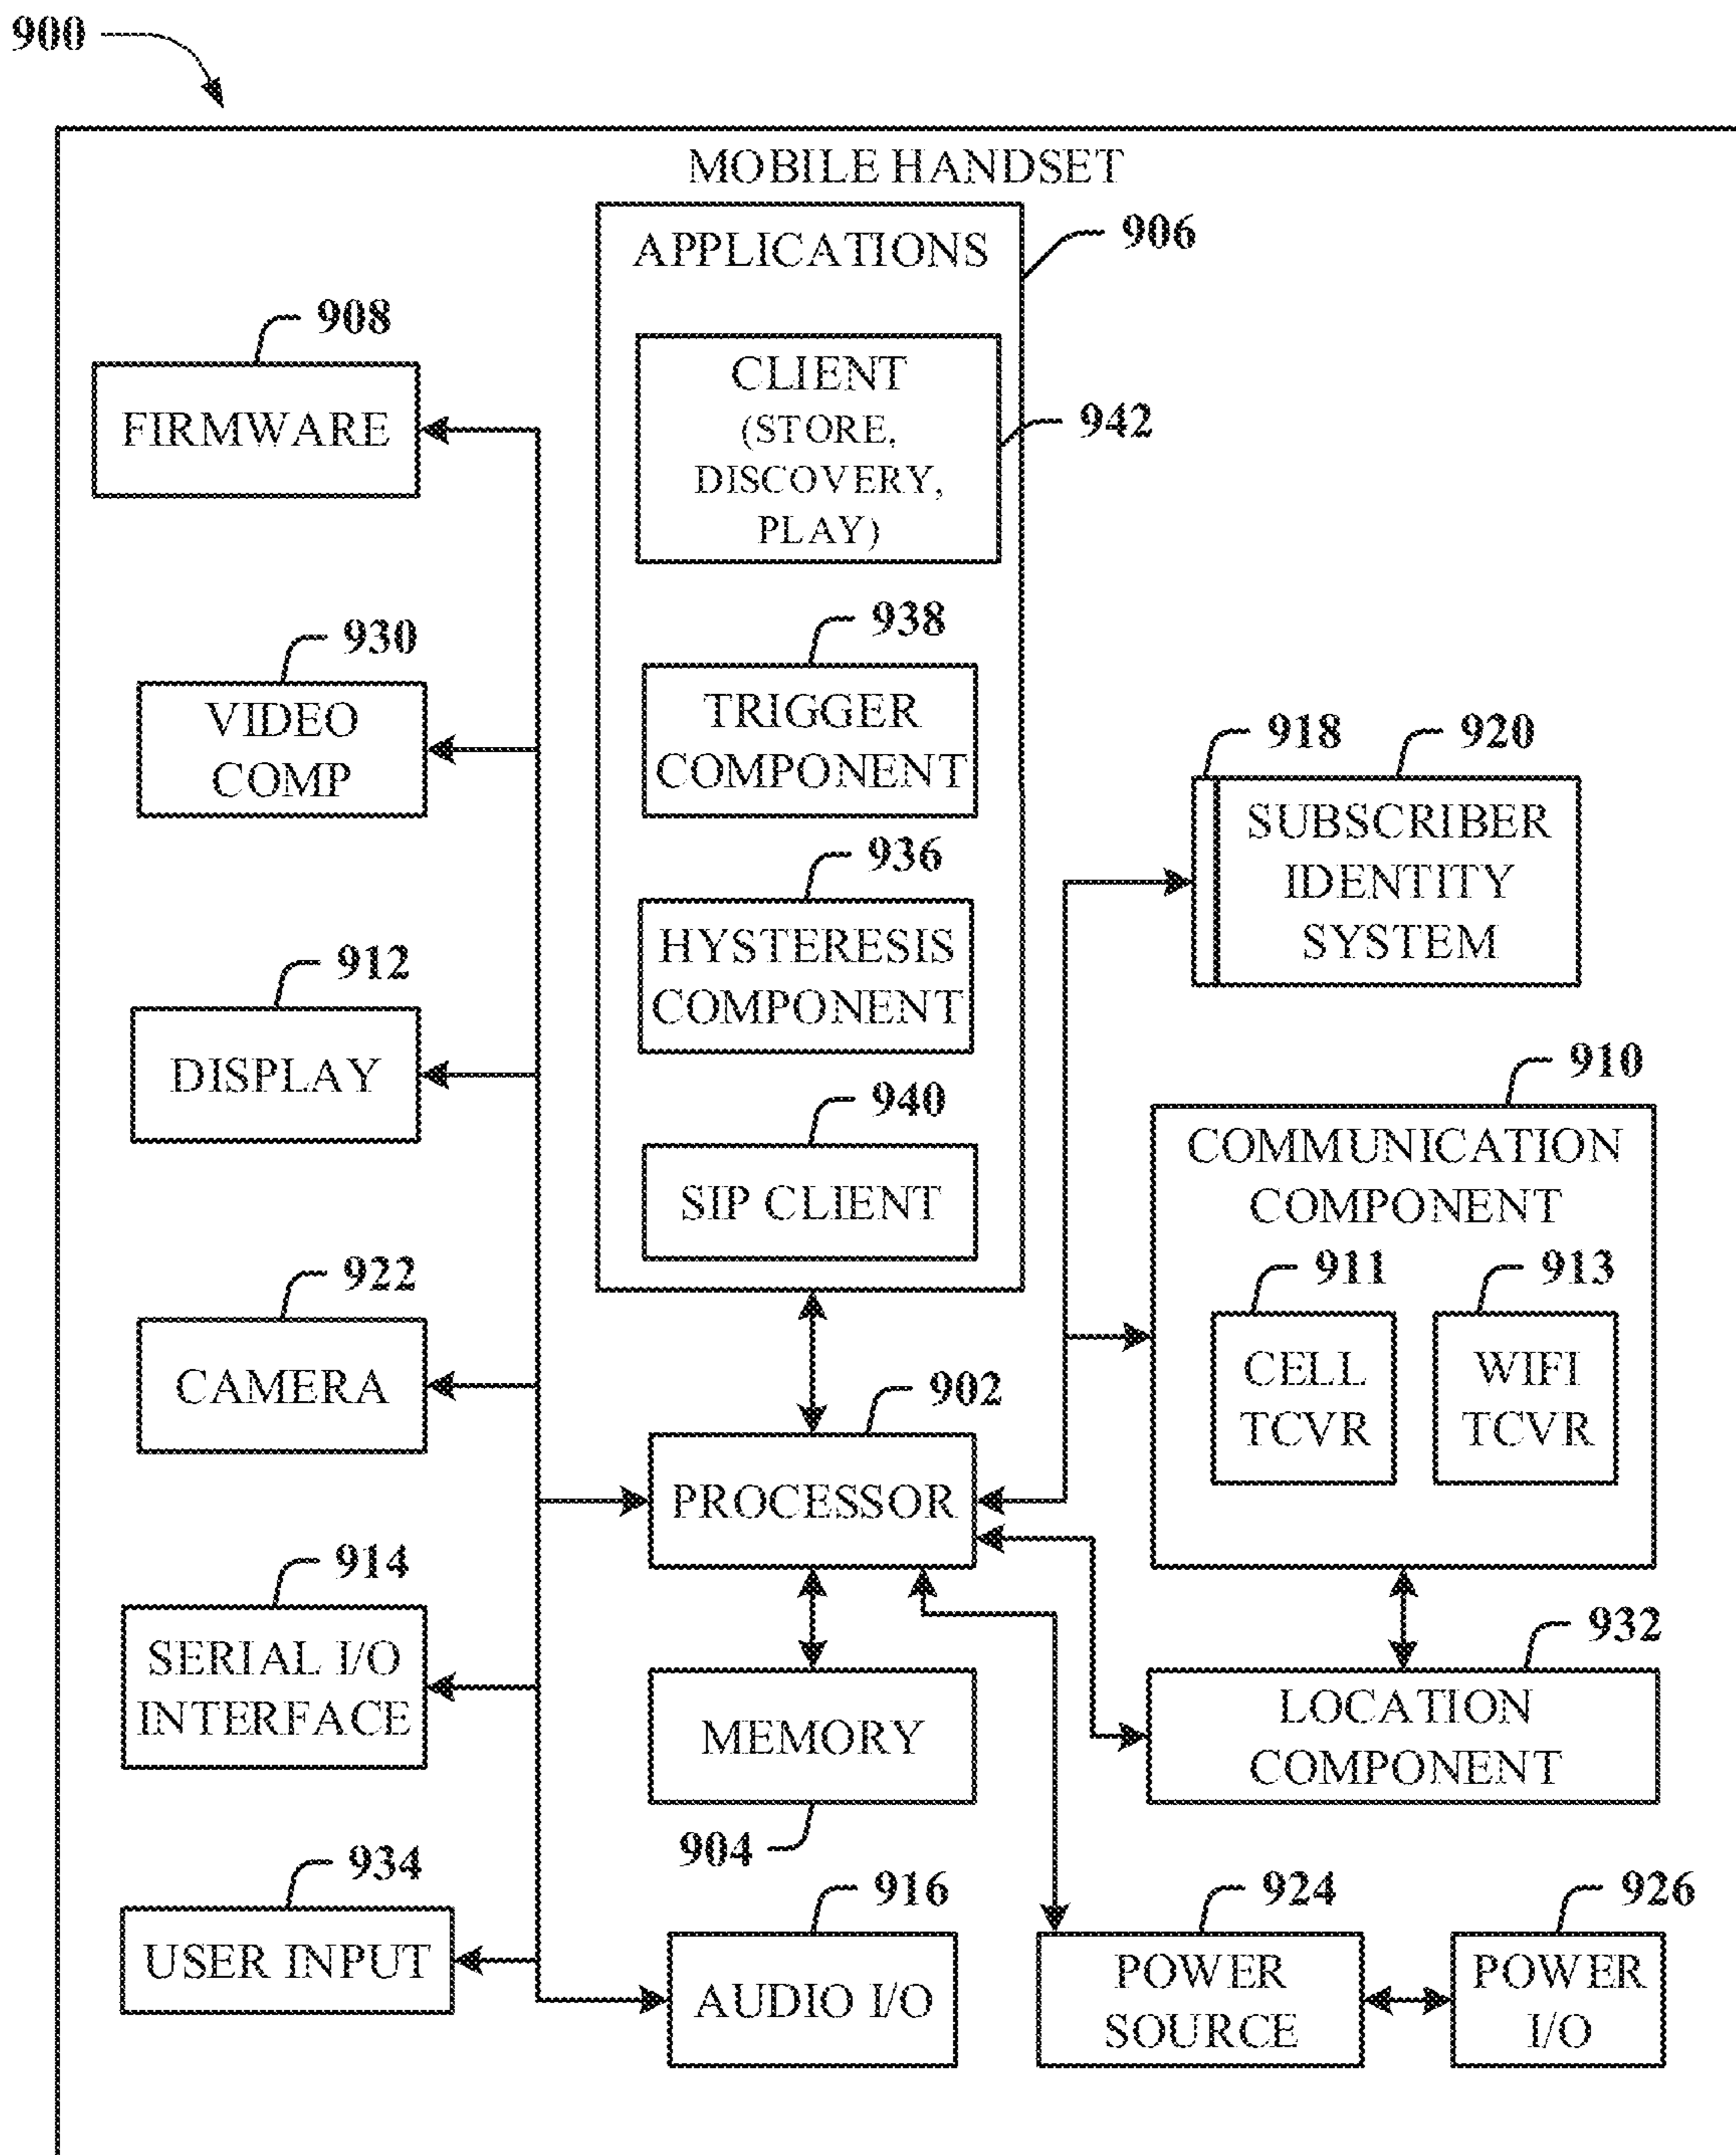 900
MOBILE HANDSET
906
APPLICATIONS
942
CLIENT
(STORE,
DISCOVERY,
PLAY)
938
TRIGGER
COMPONENT
936
HYSTERESIS
COMPONENT
940
SIP CLIENT
908
FIRMWARE
930
VIDEO
COMP
912
DISPLAY
922
CAMERA
914
SERIAL I/O
INTERFACE
934
USER INPUT
902
PROCESSOR
MEMORY
904
916
AUDIO I/O
918
920
SUBSCRIBER
IDENTITY
SYSTEM
910
COMMUNICATION
COMPONENT
911
CELL
TCVR
913
WIFI
TCVR
932
LOCATION
COMPONENT
924
POWER
SOURCE
926
POWER
I/O